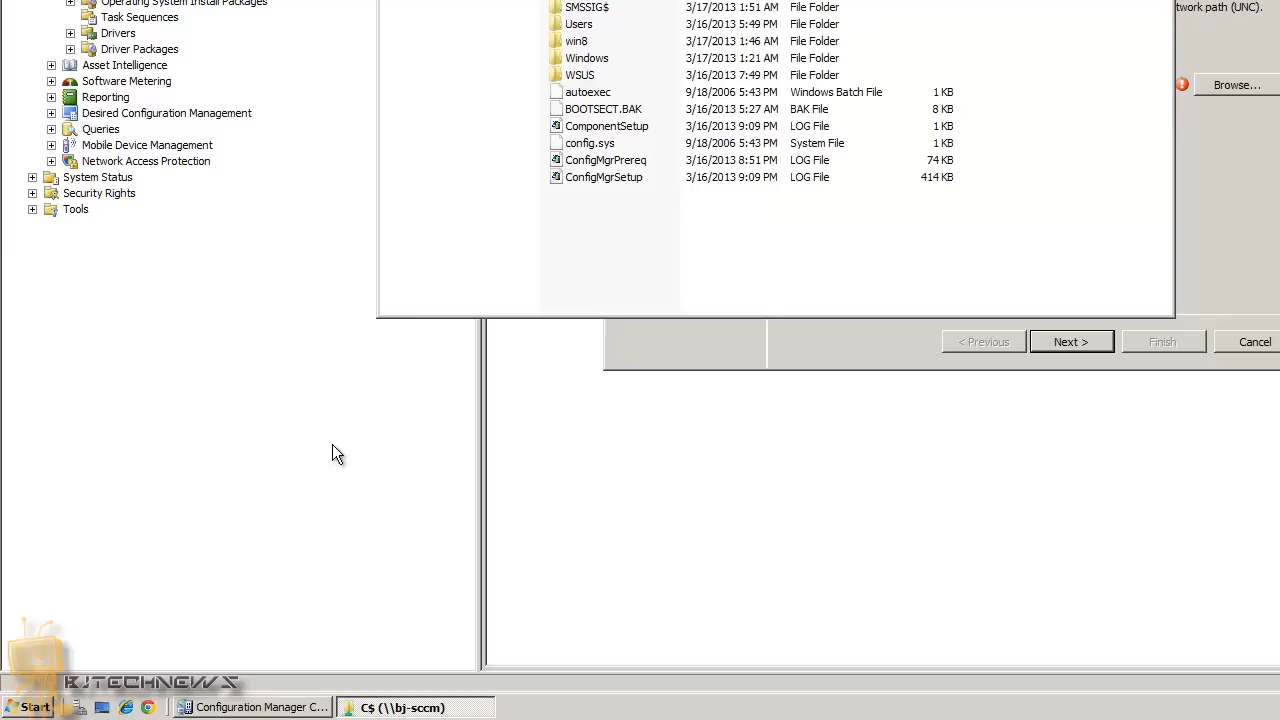 Operating System Install Packages
Task Sequences
Drivers
Driver Packages
Asset Intelligence
Software Metering
Reporting
Desired Configuration Management
Queries
Mobile Device Management
Network Access Protection
System Status
Security Rights
Tools
SMSSIG$ 3/17/2013 1:51 AM File Folder
Users 3/16/2013 5:49 PM File Folder
win8 3/17/2013 1:46 AM File Folder
Windows 3/17/2013 1:21 AM File Folder
WSUS 3/16/2013 7:49 PM File Folder
autoexec 9/18/2006 5:43 PM Windows Batch File 1 KB
BOOTSECT.BAK 3/16/2013 5:27 AM BAK File 8 KB
ComponentSetup 3/16/2013 9:09 PM LOG File 1 KB
config.sys 9/18/2006 5:43 PM System File 1 KB
ConfigMgrPrereq 3/16/2013 8:51 PM LOG File 74 KB
ConfigMgrSetup 3/16/2013 9:09 PM LOG File 414 KB
twork path (UNC).
Browse...
< Previous Next > Finish Cancel
BJTECHNEWS
Start Configuration Manager C... C$ (\\bj-sccm)